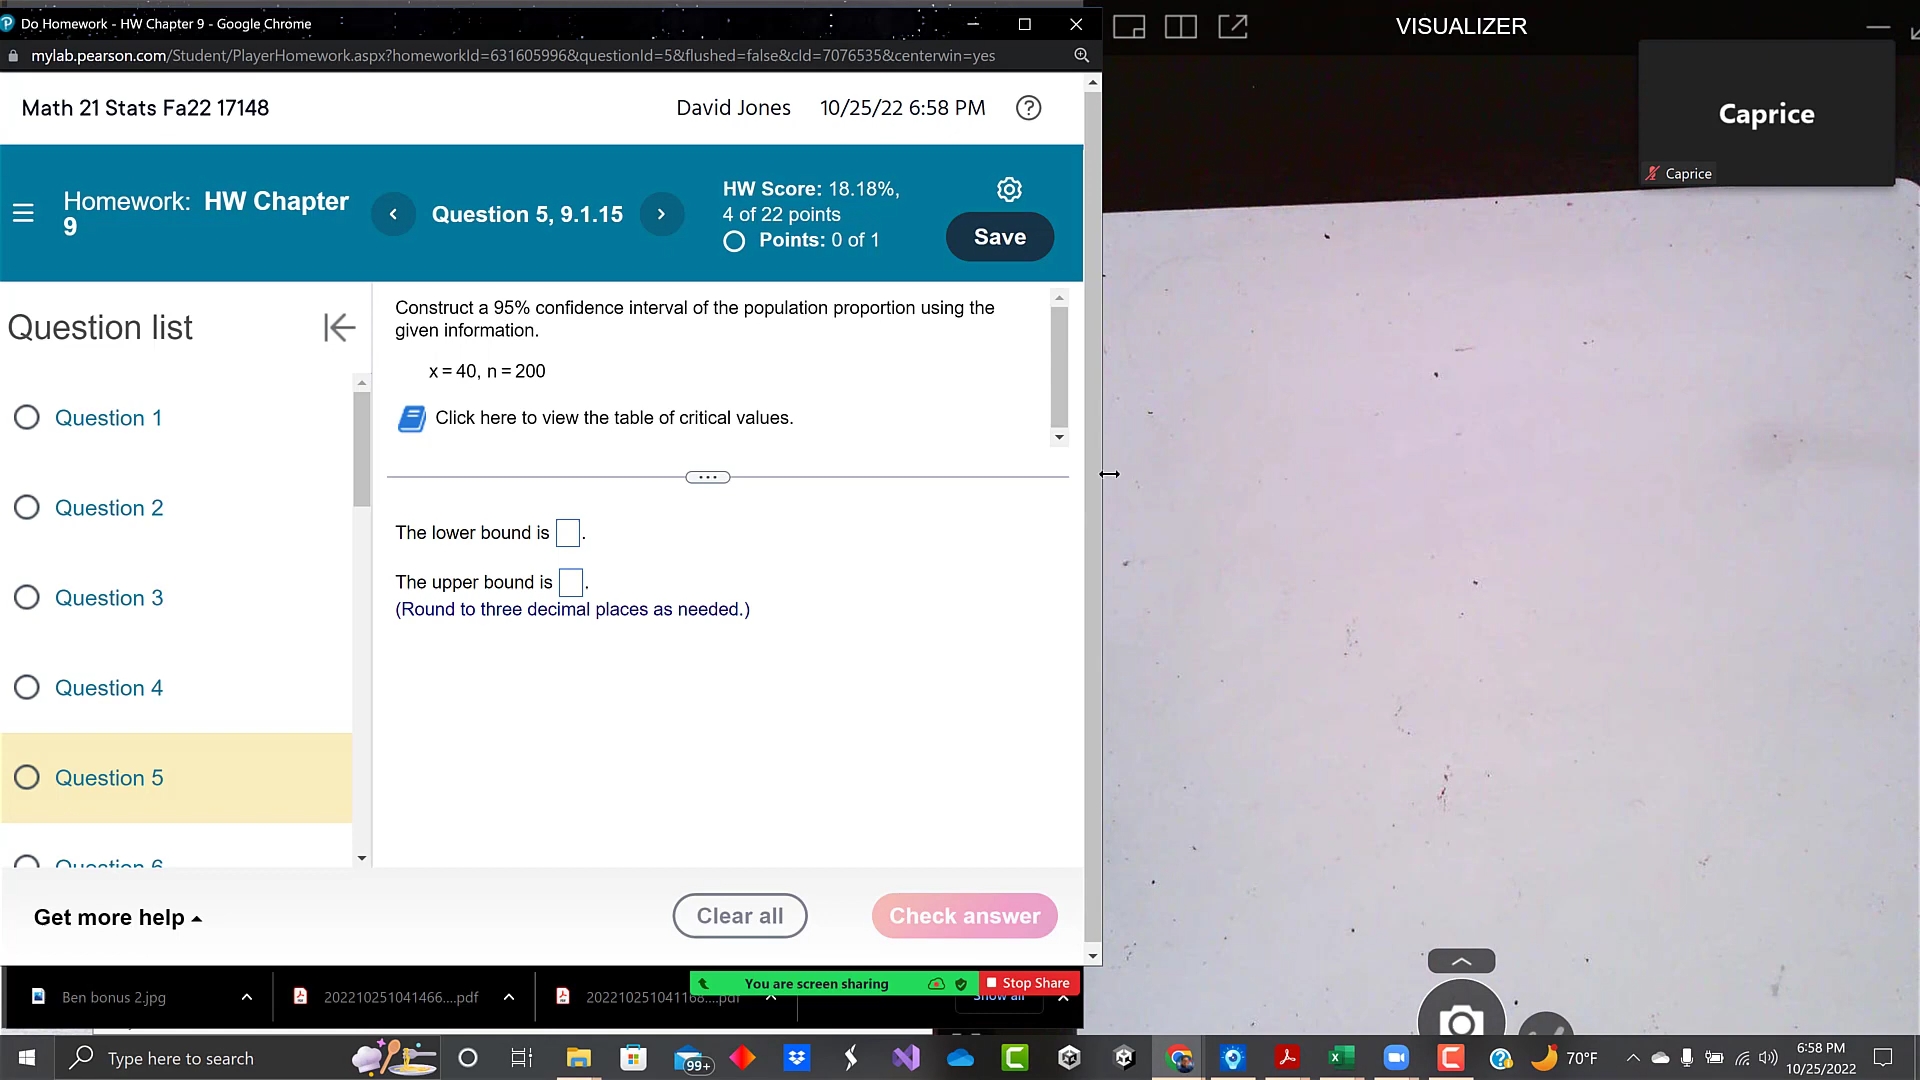 Do Homework - HW Chapter 9 - Google Chrome
mylab.pearson.com/Student/PlayerHomework.aspx?homeworkId=631605996&questionId=5&flushed=false&cId=7076535&centerwin=yes
VISUALIZER
Caprice
Caprice
Math 21 Stats Fa22 17148
David Jones
10/25/22 6:58 PM
Homework: HW Chapter
9
Question 5, 9.1.15
HW Score: 18.18%,
4 of 22 points
Points: 0 of 1
Save
Question list
Question 1
Question 2
Question 3
Question 4
Question 5
Question 6
Construct a 95% confidence interval of the population proportion using the
given information.
x = 40, n = 200
Click here to view the table of critical values.
The lower bound is
.
The upper bound is
.
(Round to three decimal places as needed.)
Get more help
Clear all
Check answer
Ben bonus 2.jpg
202210251041466....pdf
202210251041168....pdf
You are screen sharing
Stop Share
Show all
Type here to search
99+
70°F
6:58 PM
10/25/2022